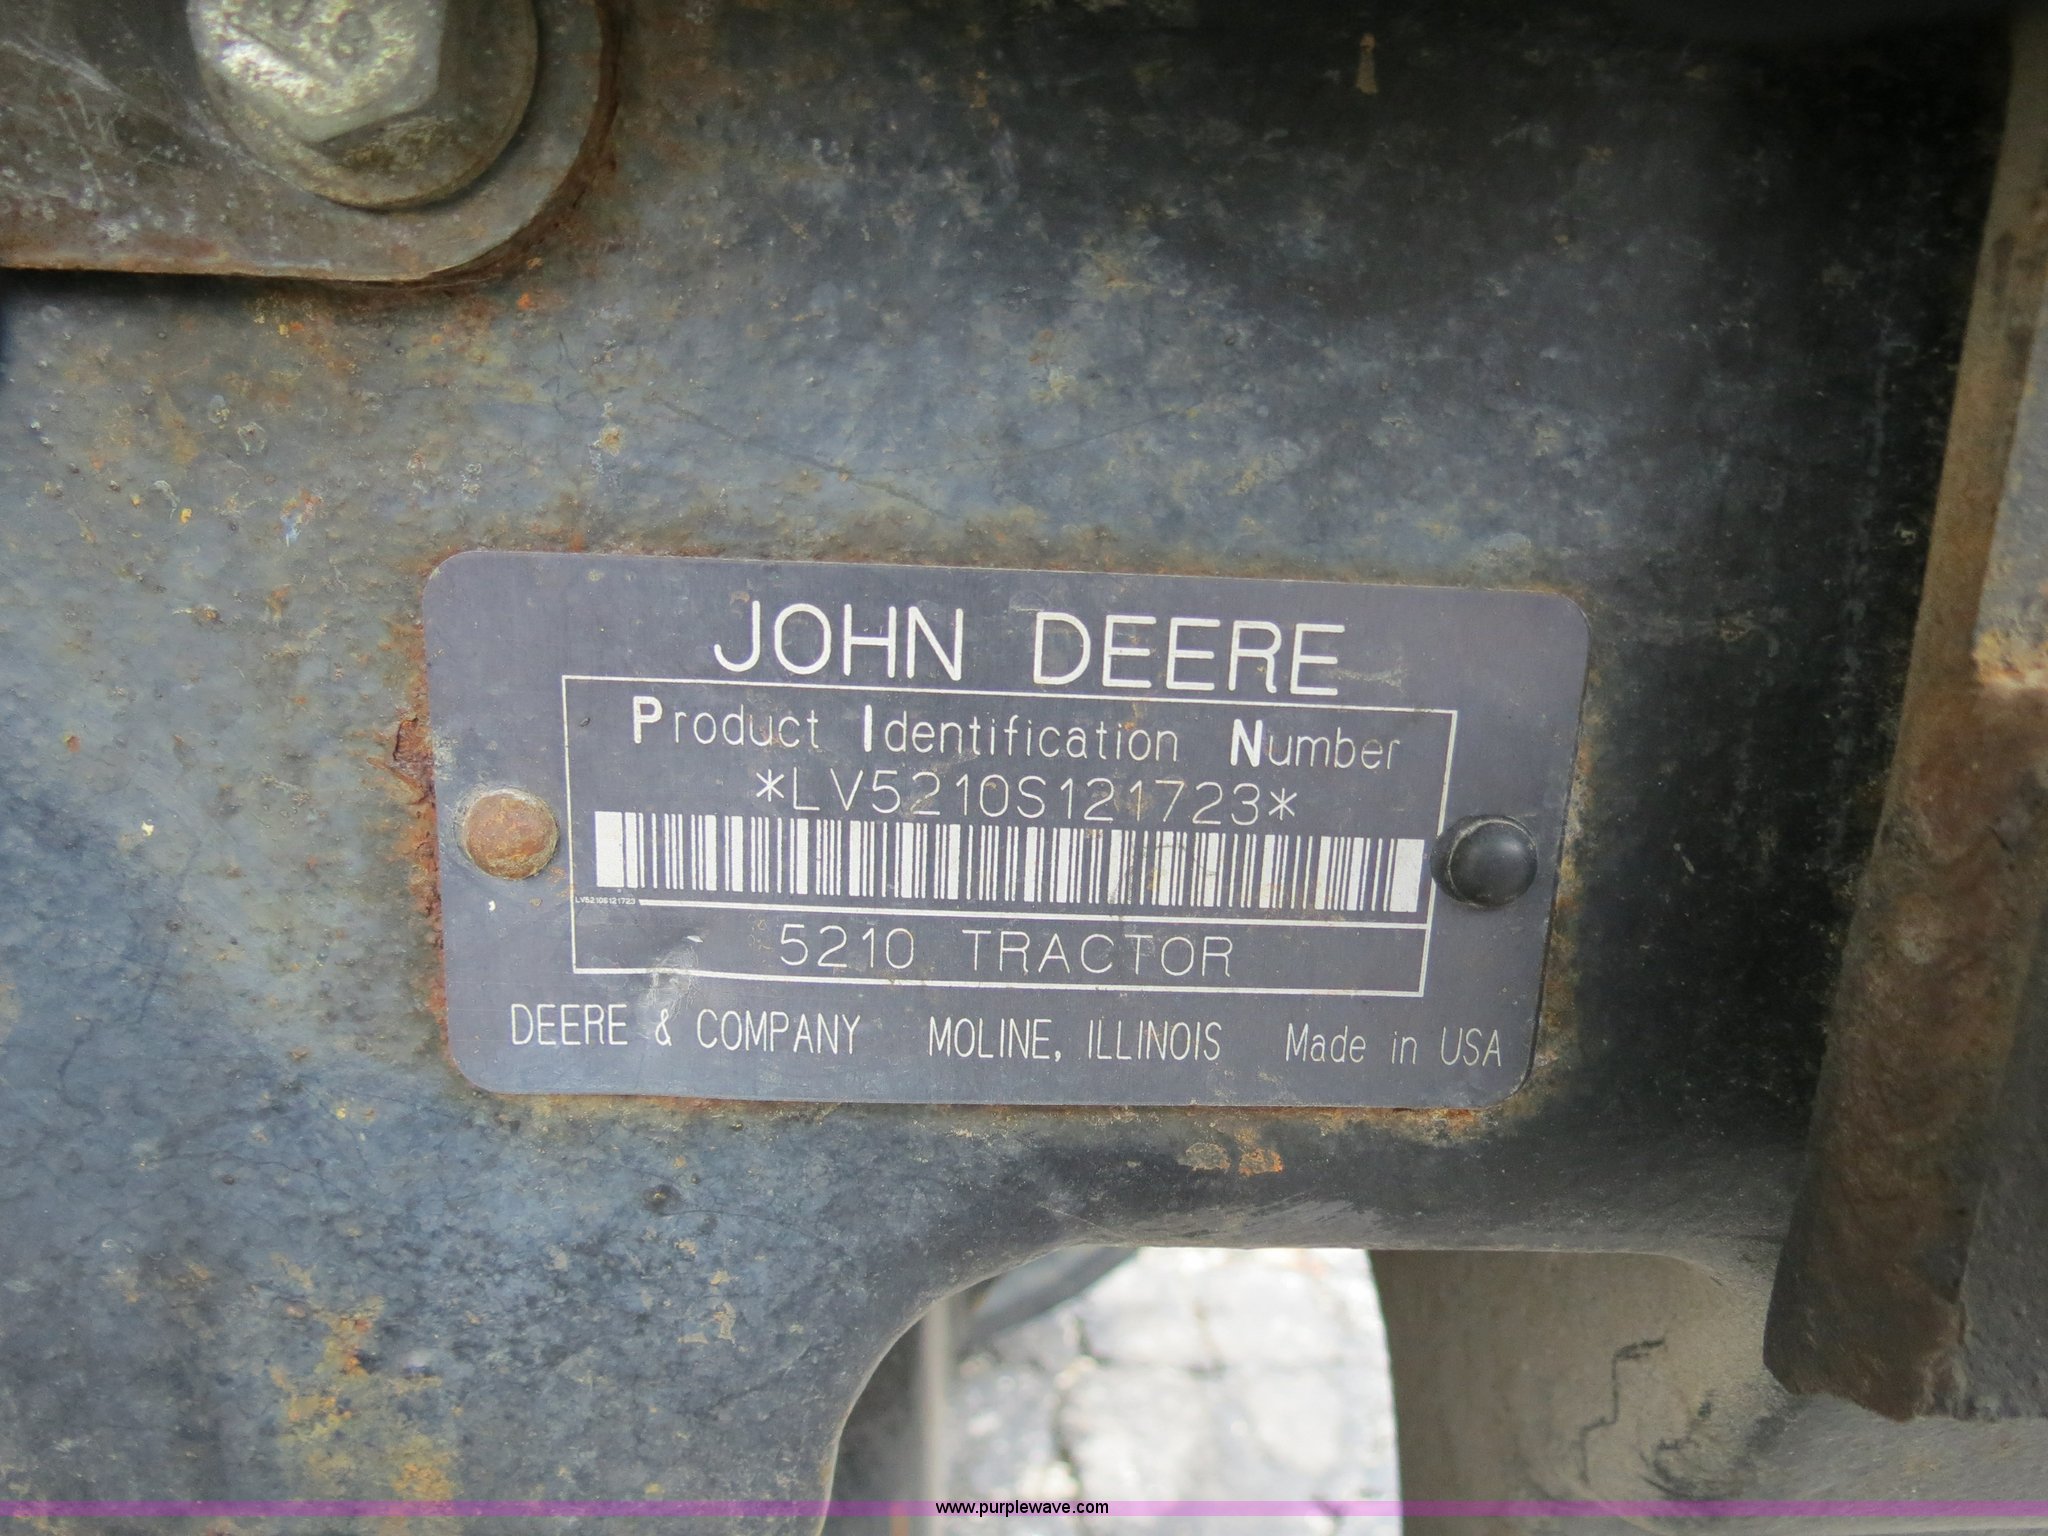 JOHN DEERE
Product Identification Number
*LV5210S121723*
LV5210S121723
5210 TRACTOR
DEERE & COMPANY MOLINE, ILLINOIS Made in USA
www.purplewave.com